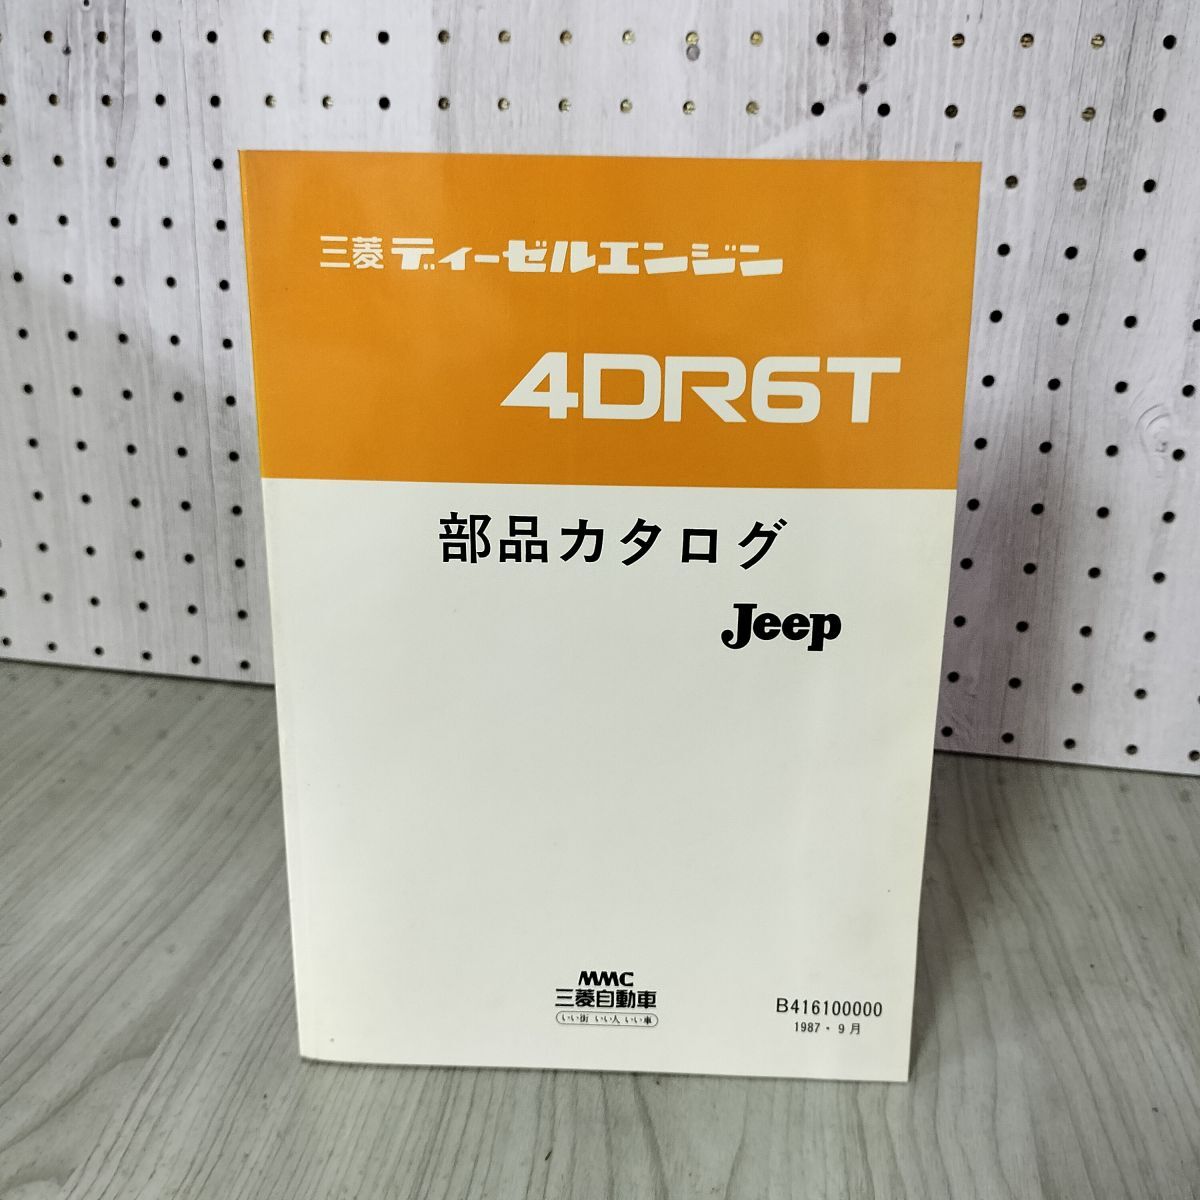 三菱ディーゼルエンジン
4DR6T
部品カタログ
Jeep
MMC
三菱自動車
いい街 いい人 いい車
B416100000
1987・9月